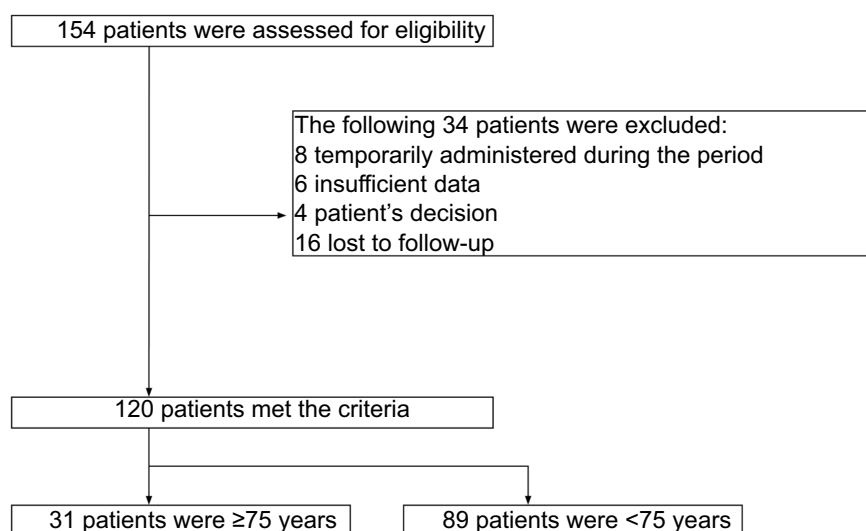 154 patients were assessed for eligibility
The following 34 patients were excluded:
8 temporarily administered during the period
6 insufficient data
4 patient’s decision
16 lost to follow-up
120 patients met the criteria
31 patients were ≥75 years
89 patients were <75 years